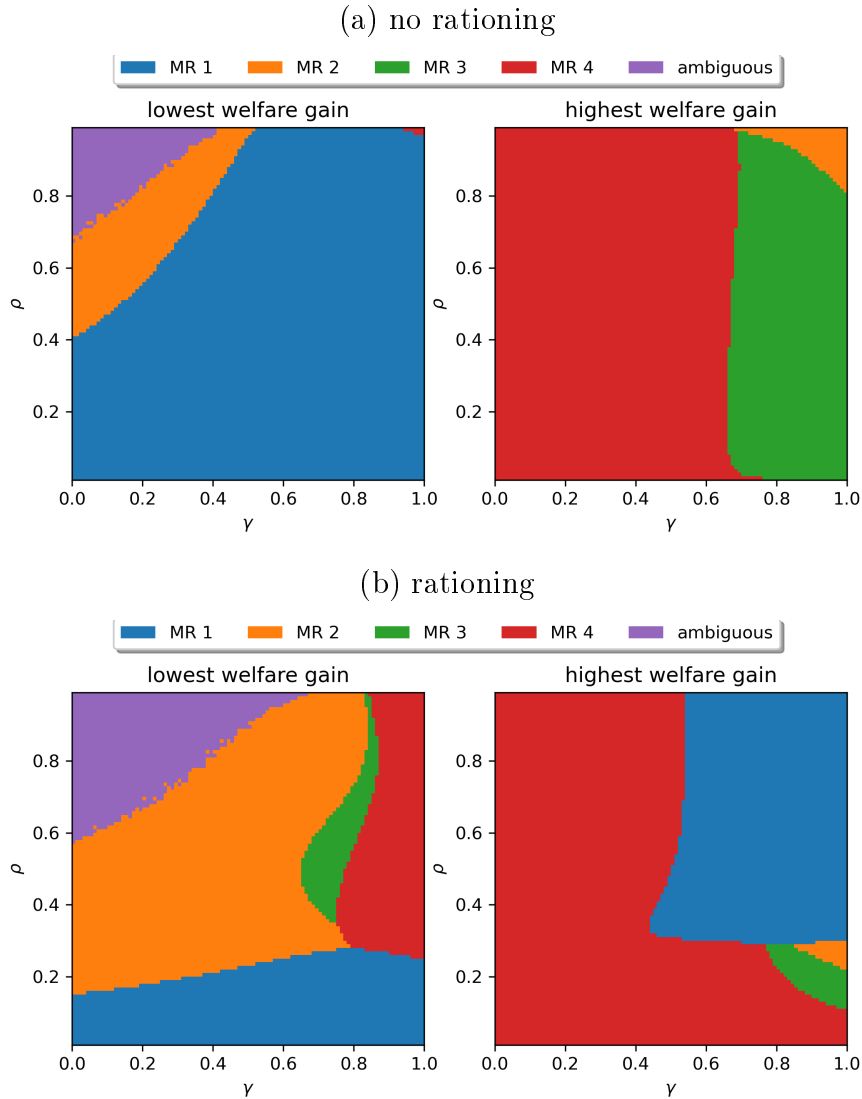 (a) no rationing
MR 1 MR 2 MR 3 MR 4 ambiguous
lowest welfare gain
0.8
0.6
ρ
0.4
0.2
0.0 0.2 0.4 0.6 0.8 1.0
γ
highest welfare gain
0.8
0.6
ρ
0.4
0.2
0.0 0.2 0.4 0.6 0.8 1.0
γ
(b) rationing
MR 1 MR 2 MR 3 MR 4 ambiguous
lowest welfare gain
0.8
0.6
ρ
0.4
0.2
0.0 0.2 0.4 0.6 0.8 1.0
γ
highest welfare gain
0.8
0.6
ρ
0.4
0.2
0.0 0.2 0.4 0.6 0.8 1.0
γ